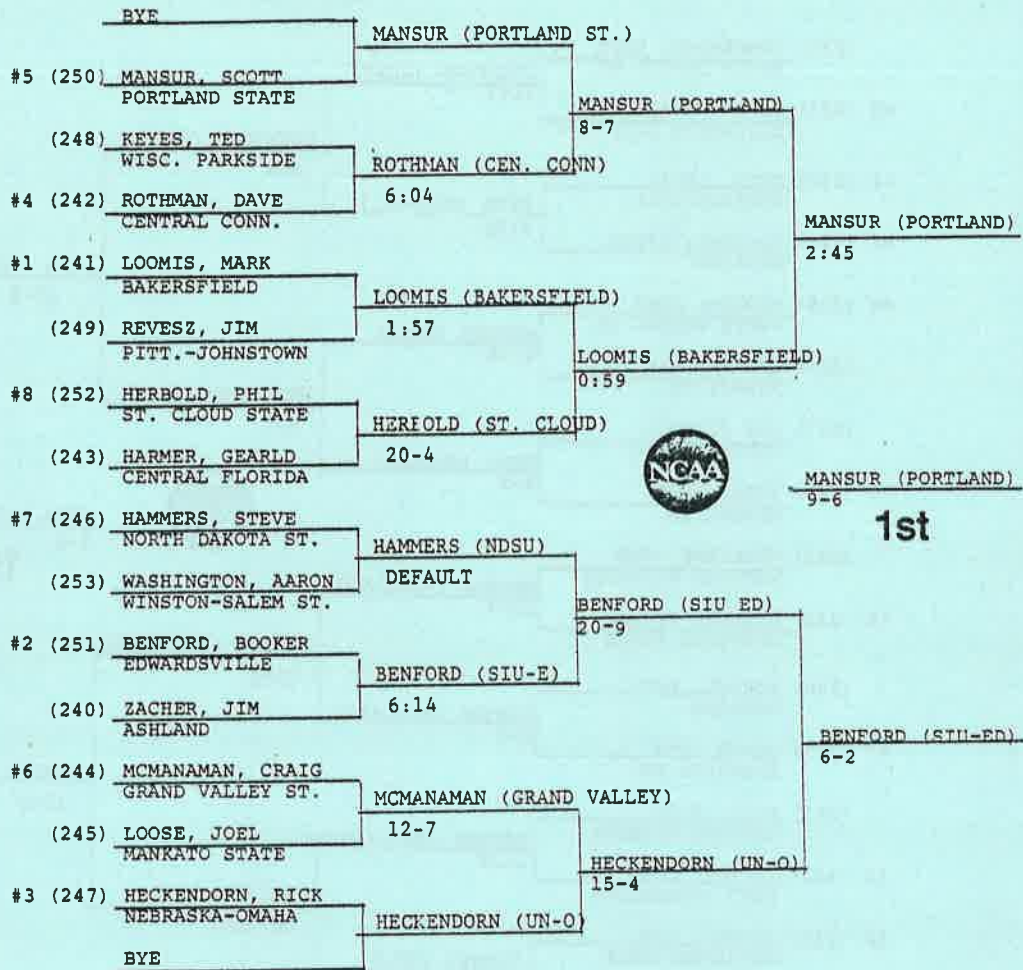 BYE
MANSUR (PORTLAND ST.)
#5 (250) MANSUR, SCOTT
PORTLAND STATE
MANSUR (PORTLAND)
8-7
(248) KEYES, TED
WISC. PARKSIDE
ROTHMAN (CEN. CONN)
6:04
#4 (242) ROTHMAN, DAVE
CENTRAL CONN.
MANSUR (PORTLAND)
2:45
#1 (241) LOOMIS, MARK
BAKERSFIELD
LOOMIS (BAKERSFIELD)
1:57
(249) REVESZ, JIM
PITT.-JOHNSTOWN
LOOMIS (BAKERSFIELD)
0:59
#8 (252) HERBOLD, PHIL
ST. CLOUD STATE
HERBOLD (ST. CLOUD)
20-4
(243) HARMER, GEARLD
CENTRAL FLORIDA
NCAA
MANSUR (PORTLAND)
9-6
1st
#7 (246) HAMMERS, STEVE
NORTH DAKOTA ST.
HAMMERS (NDSU)
DEFAULT
(253) WASHINGTON, AARON
WINSTON-SALEM ST.
BENFORD (SIU ED)
20-9
#2 (251) BENFORD, BOOKER
EDWARDSVILLE
BENFORD (SIU-E)
6:14
(240) ZACHER, JIM
ASHLAND
BENFORD (SIU-ED)
6-2
#6 (244) MCMANAMAN, CRAIG
GRAND VALLEY ST.
MCMANAMAN (GRAND VALLEY)
12-7
(245) LOOSE, JOEL
MANKATO STATE
HECKENDORN (UN-O)
15-4
#3 (247) HECKENDORN, RICK
NEBRASKA-OMAHA
HECKENDORN (UN-O)
BYE